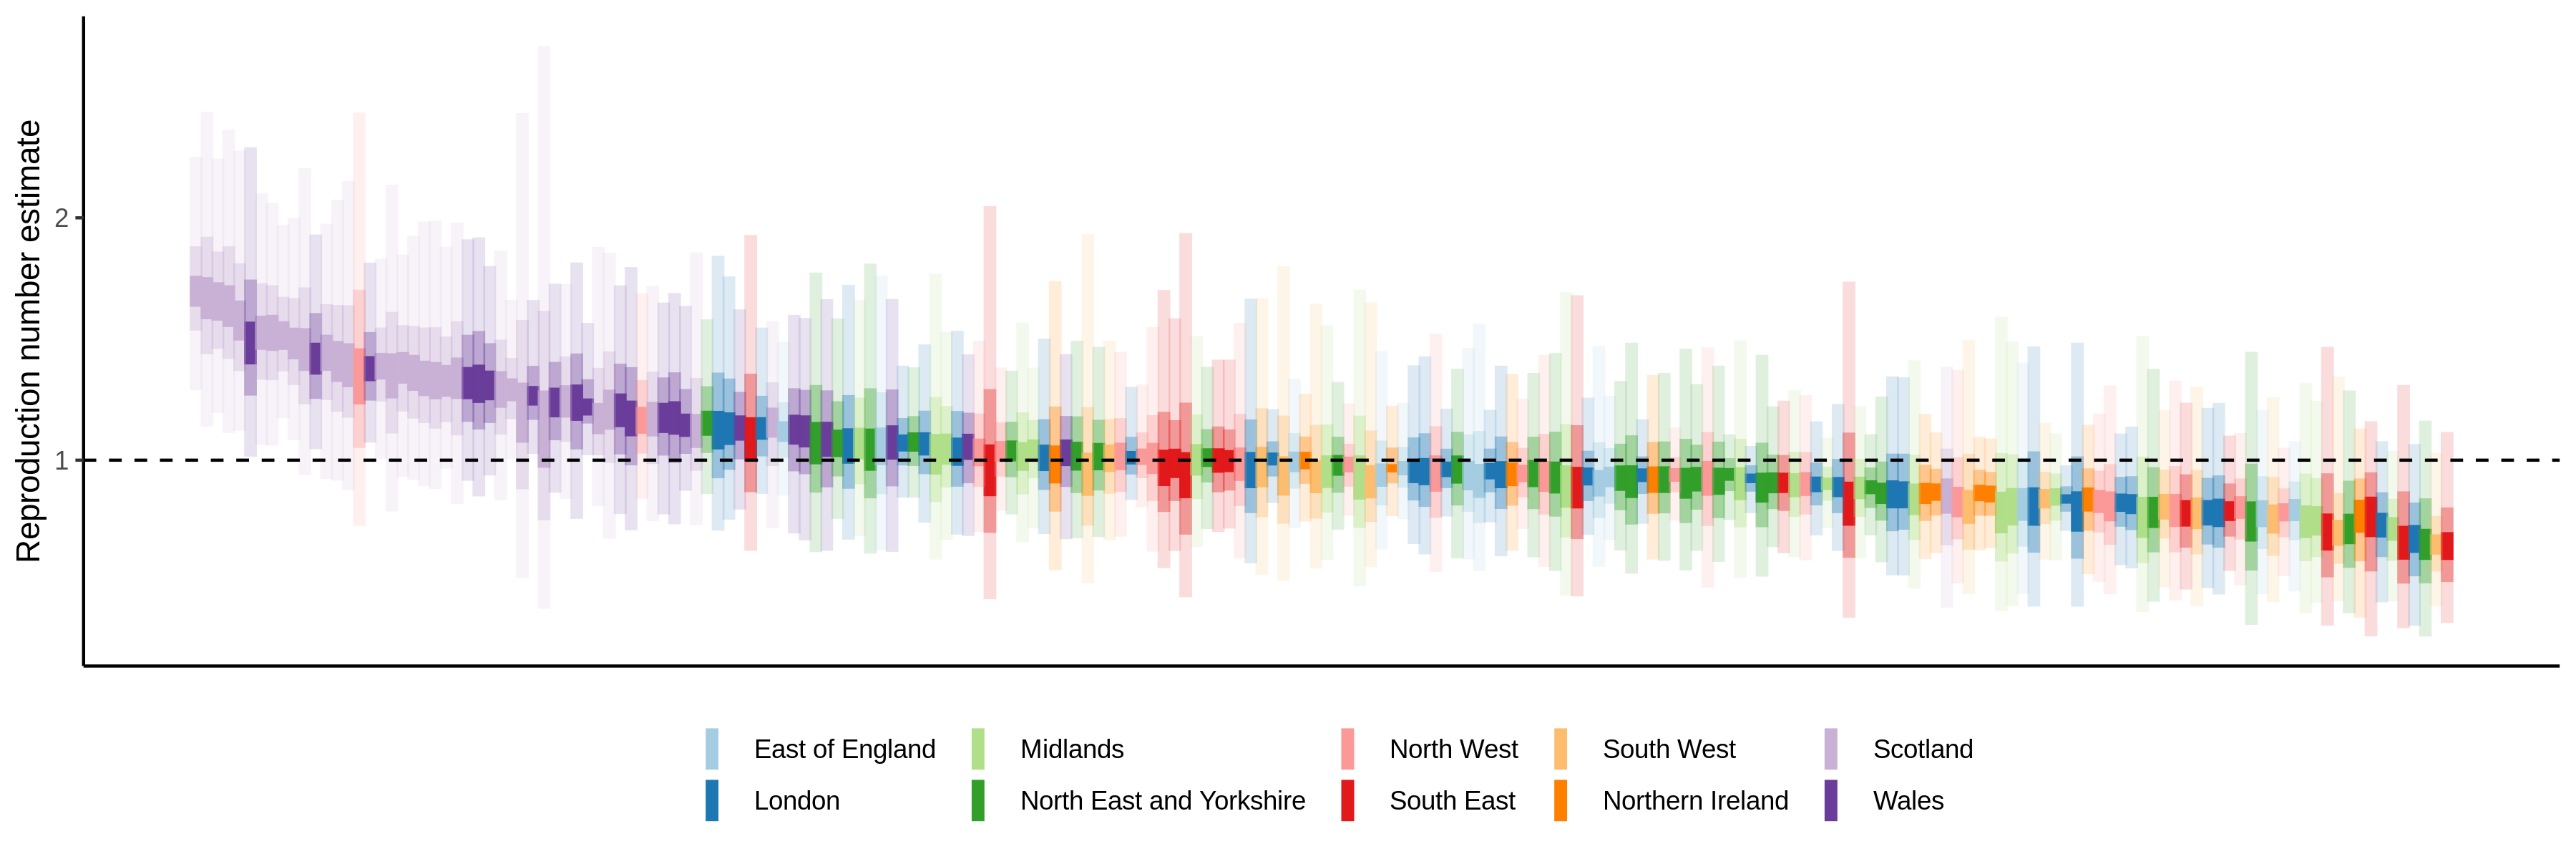 Reproduction number estimate
2
1
East of England
Midlands
North West
South West
Scotland
London
North East and Yorkshire
South East
Northern Ireland
Wales